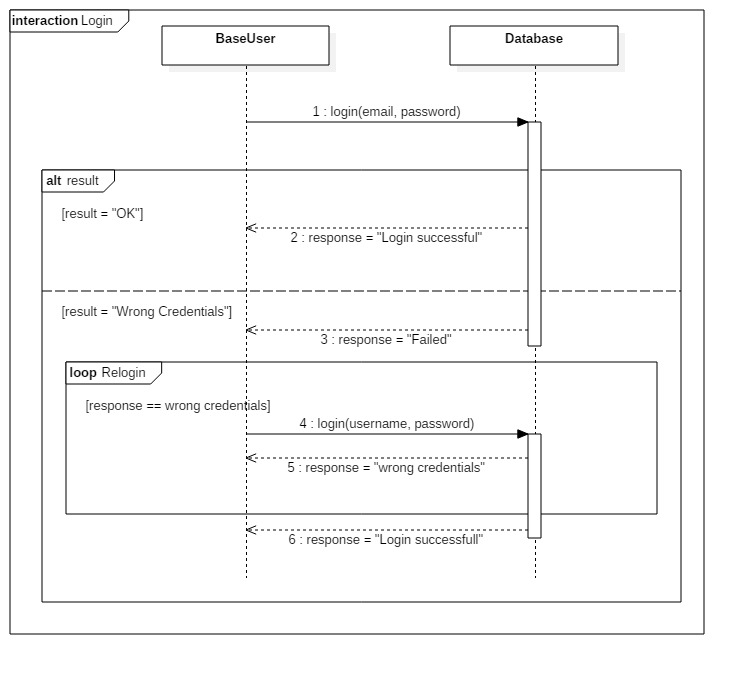 interaction Login
BaseUser
Database
1 : login(email, password)
alt result
[result = "OK"]
2 : response = "Login successful"
[result = "Wrong Credentials"]
3 : response = "Failed"
loop Relogin
[response == wrong credentials]
4 : login(username, password)
5 : response = "wrong credentials"
6 : response = "Login successfull"